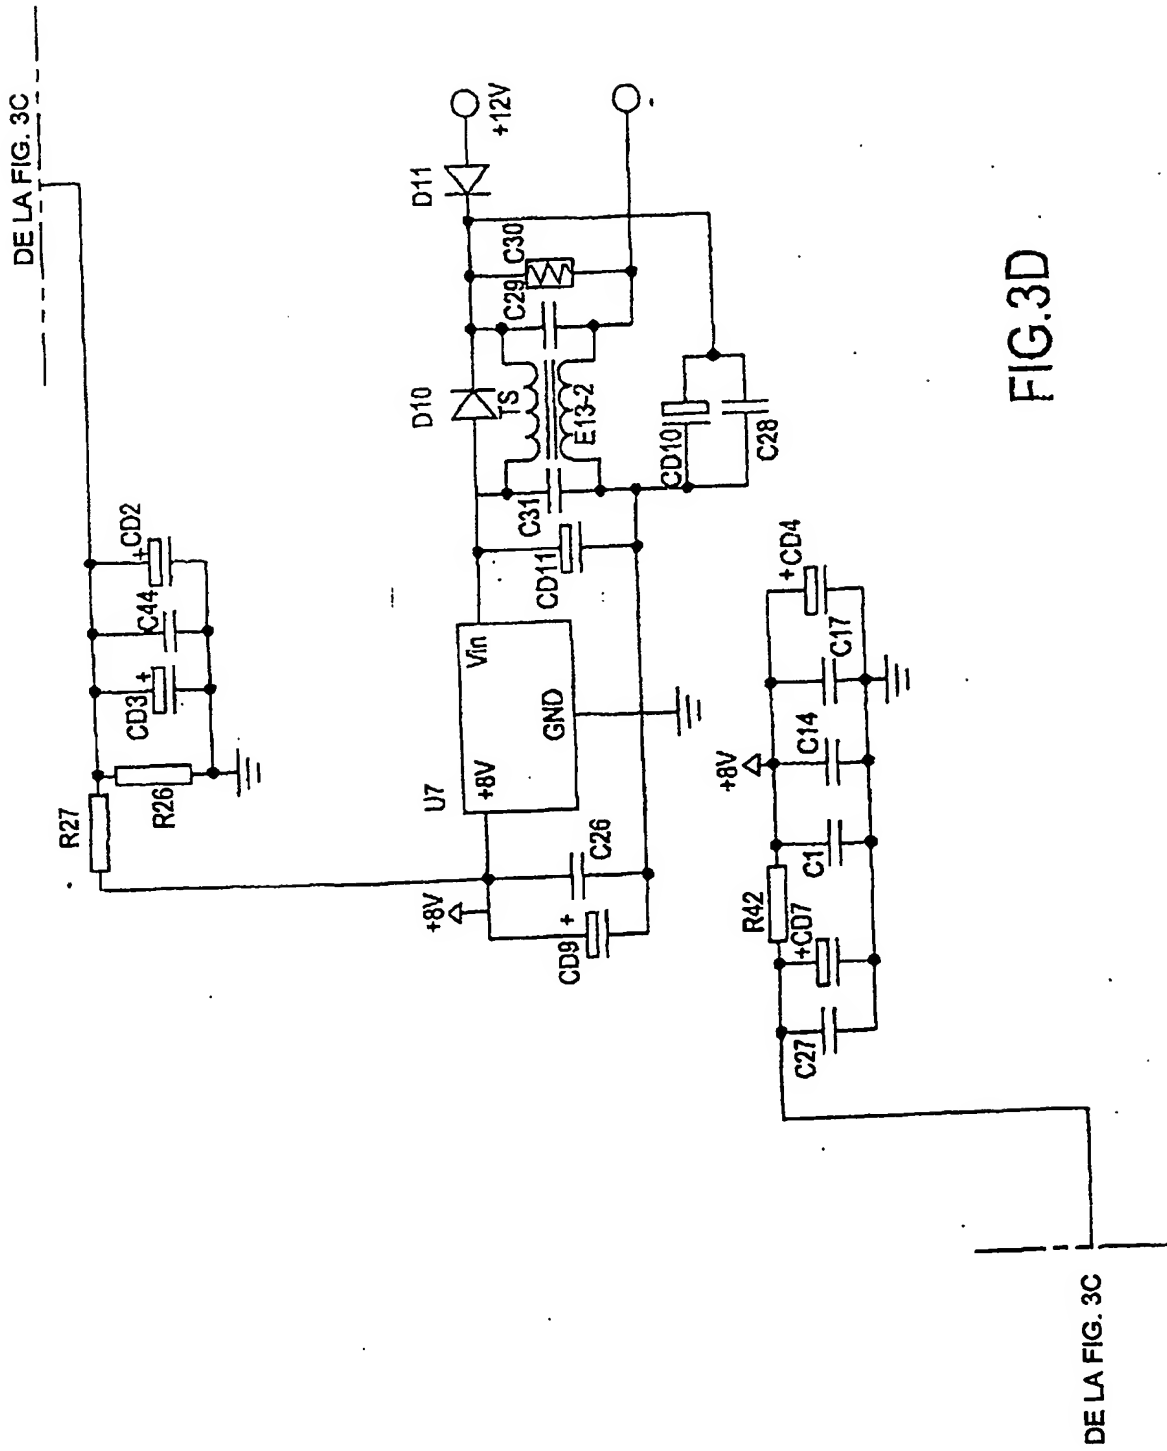 DE LA FIG. 3C
R27
R26
CD3
+
C44
CD2
+
U7
+8V
Vin
GND
+8V
CD9
+
C26
CD11
C31
D10
TS
E13-2
C29
C30
D11
+12V
CD10
C28
+8V
R42
C27
+CD7
C1
C14
C17
+CD4
DE LA FIG. 3C
FIG.3D